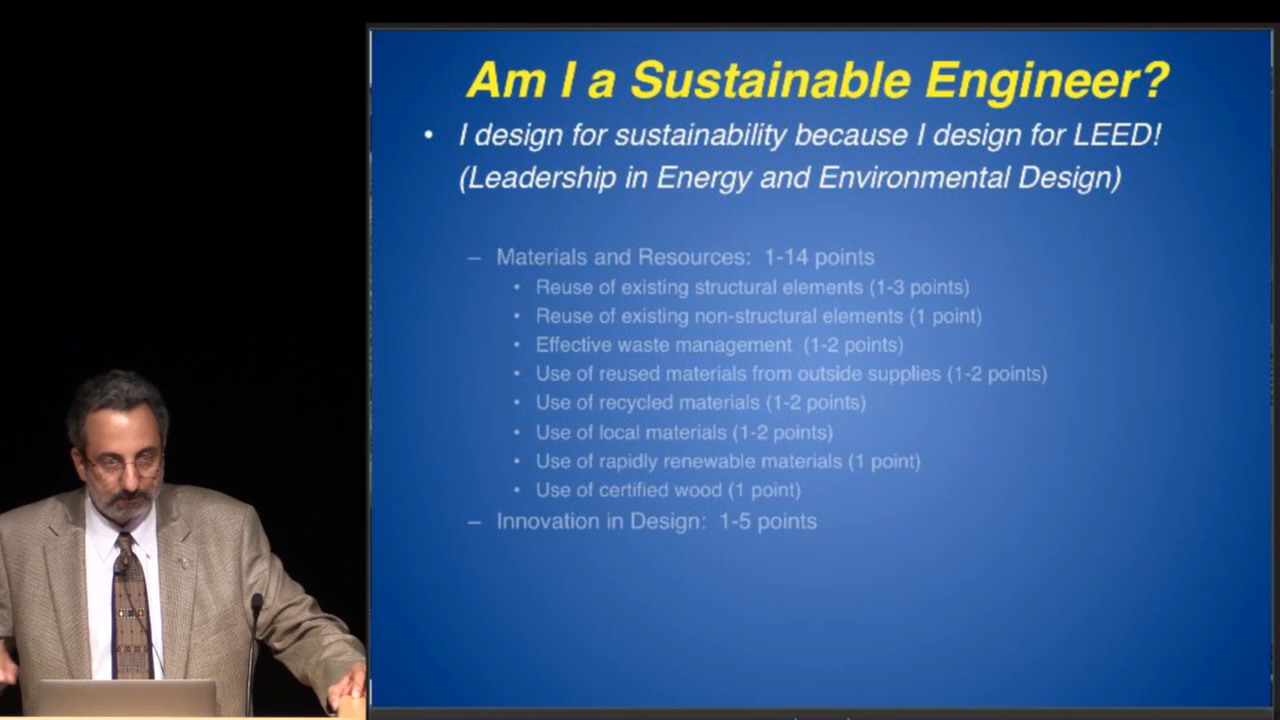 Am I a Sustainable Engineer?
• I design for sustainability because I design for LEED!
(Leadership in Energy and Environmental Design)
– Materials and Resources: 1-14 points
• Reuse of existing structural elements (1-3 points)
• Reuse of existing non-structural elements (1 point)
• Effective waste management (1-2 points)
• Use of reused materials from outside supplies (1-2 points)
• Use of recycled materials (1-2 points)
• Use of local materials (1-2 points)
• Use of rapidly renewable materials (1 point)
• Use of certified wood (1 point)
– Innovation in Design: 1-5 points